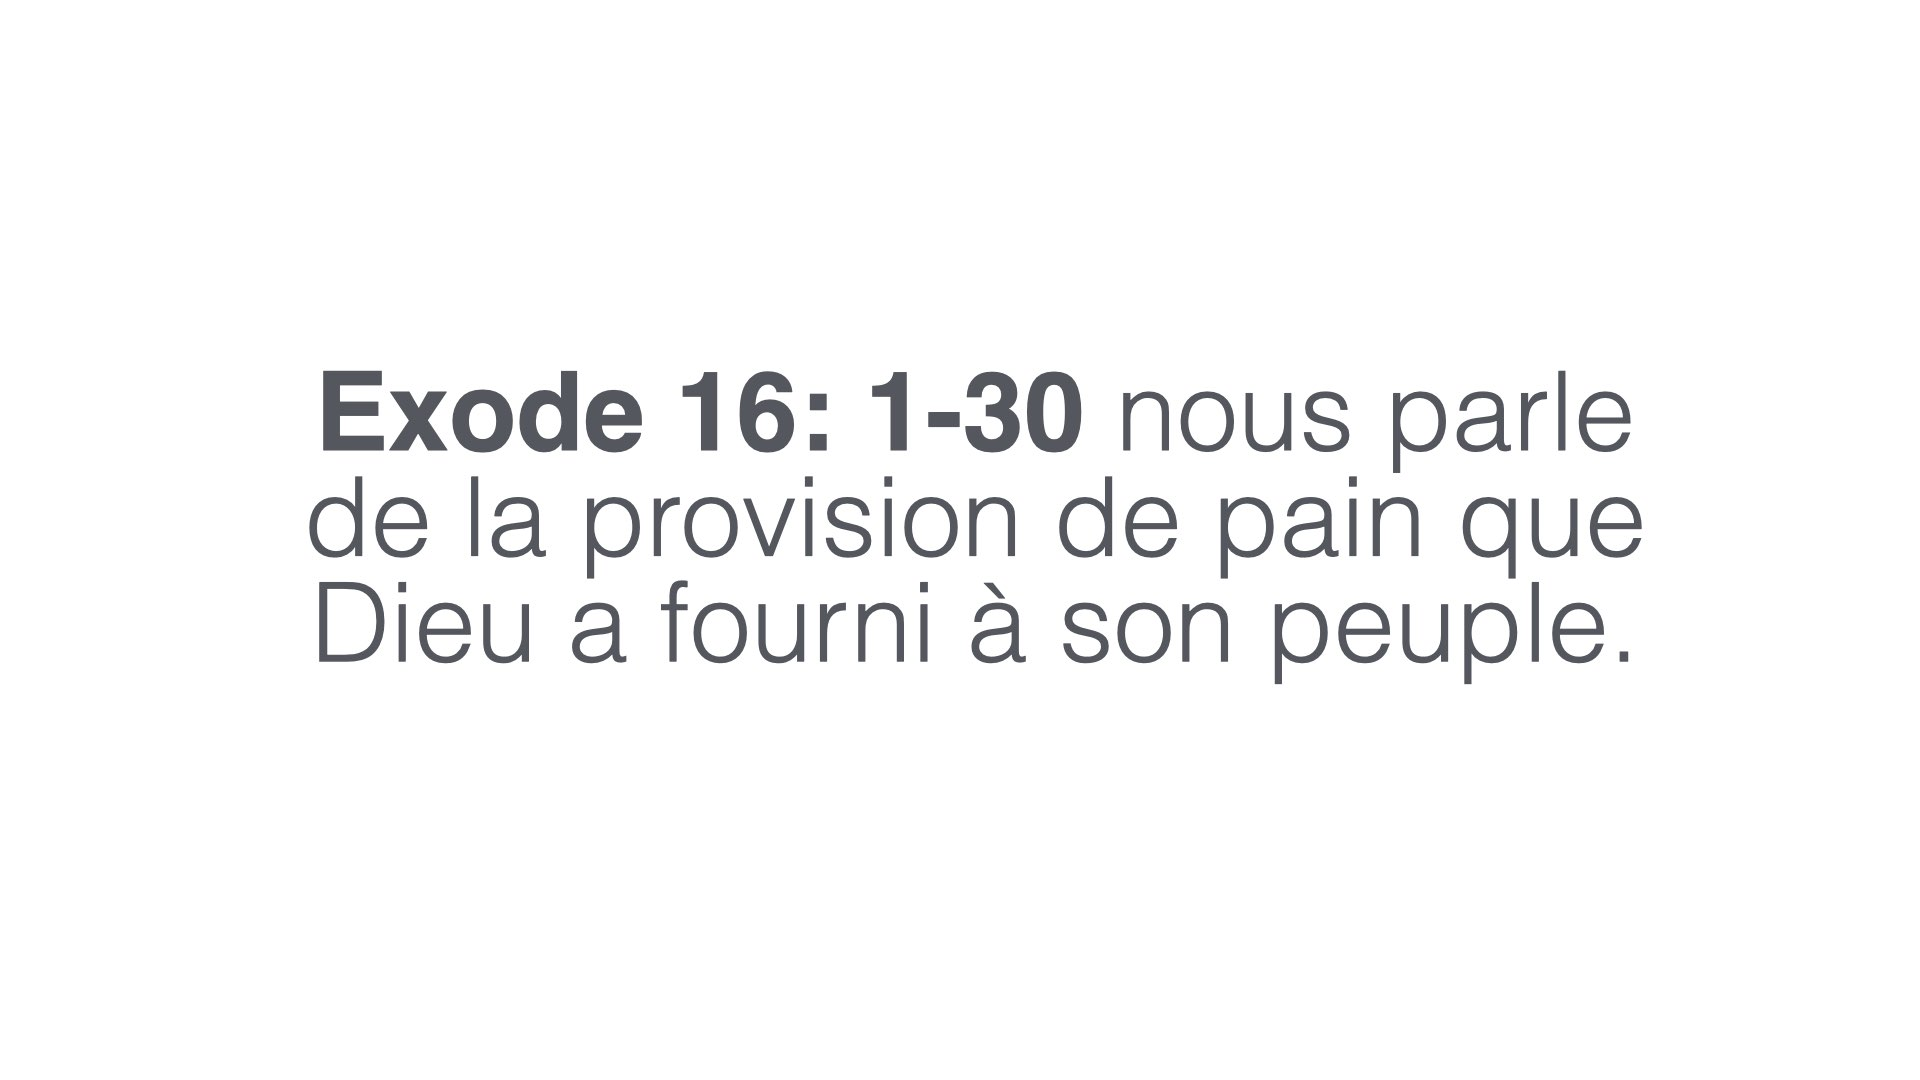 Exode 16: 1-30 nous parle
de la provision de pain que
Dieu a fourni à son peuple.